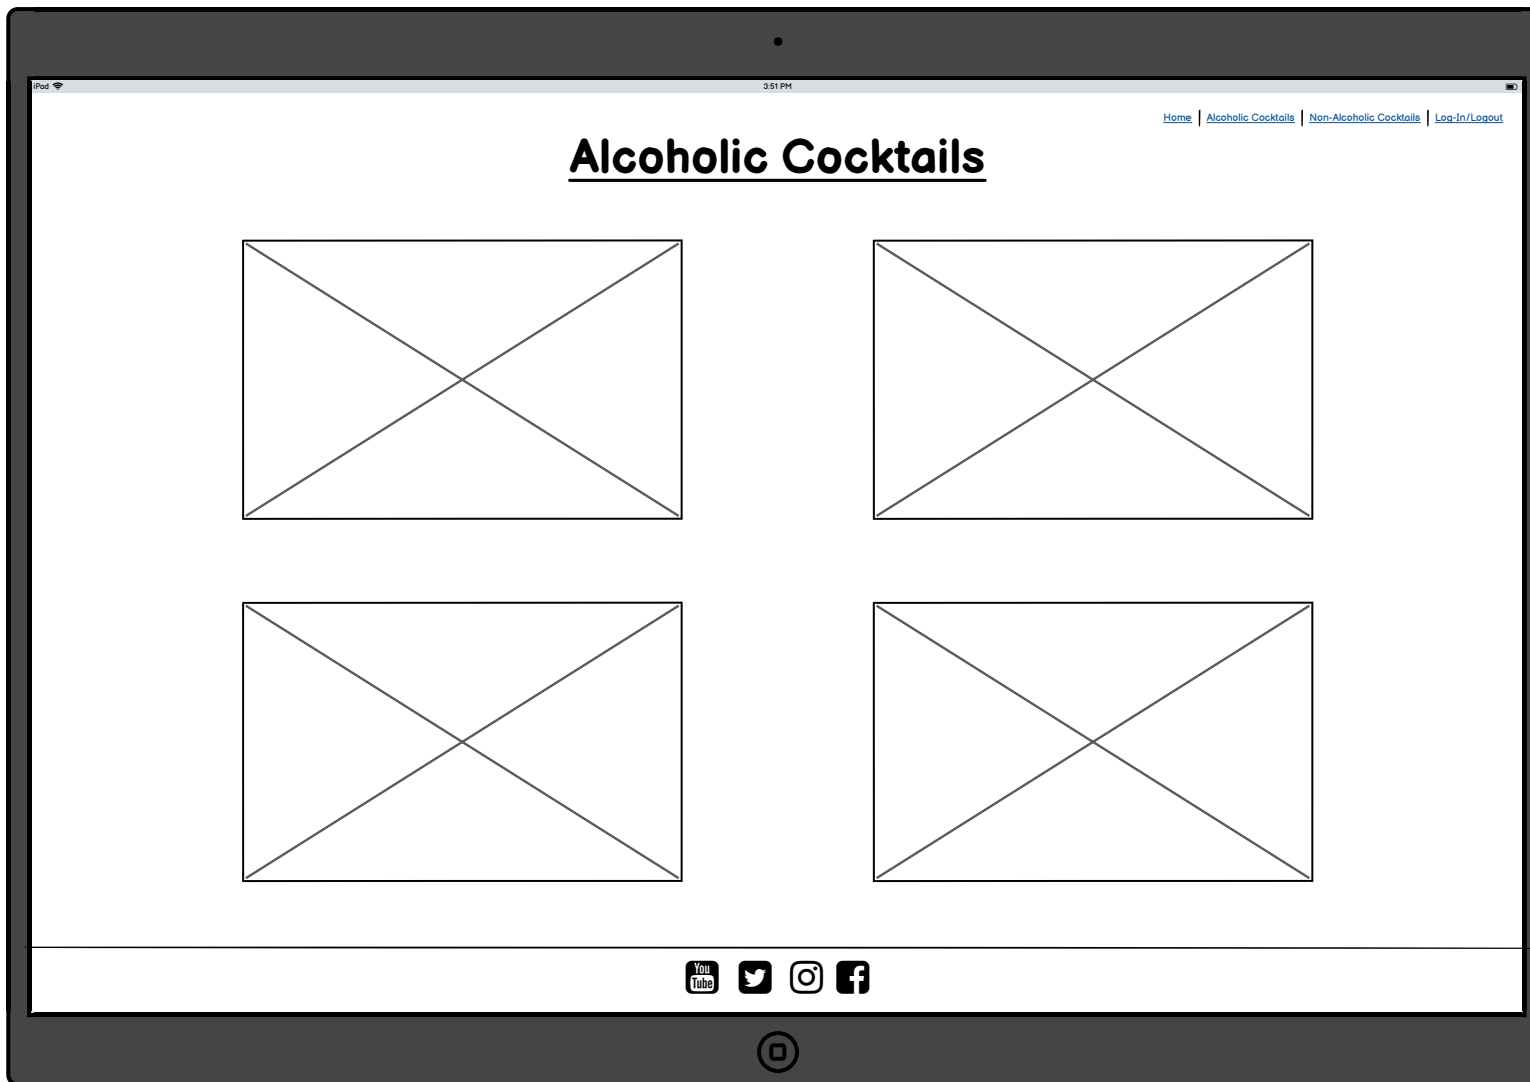 iPad
3:51 PM
Home | Alcoholic Cocktails | Non-Alcoholic Cocktails | Log-In/Logout
Alcoholic Cocktails
You
Tube